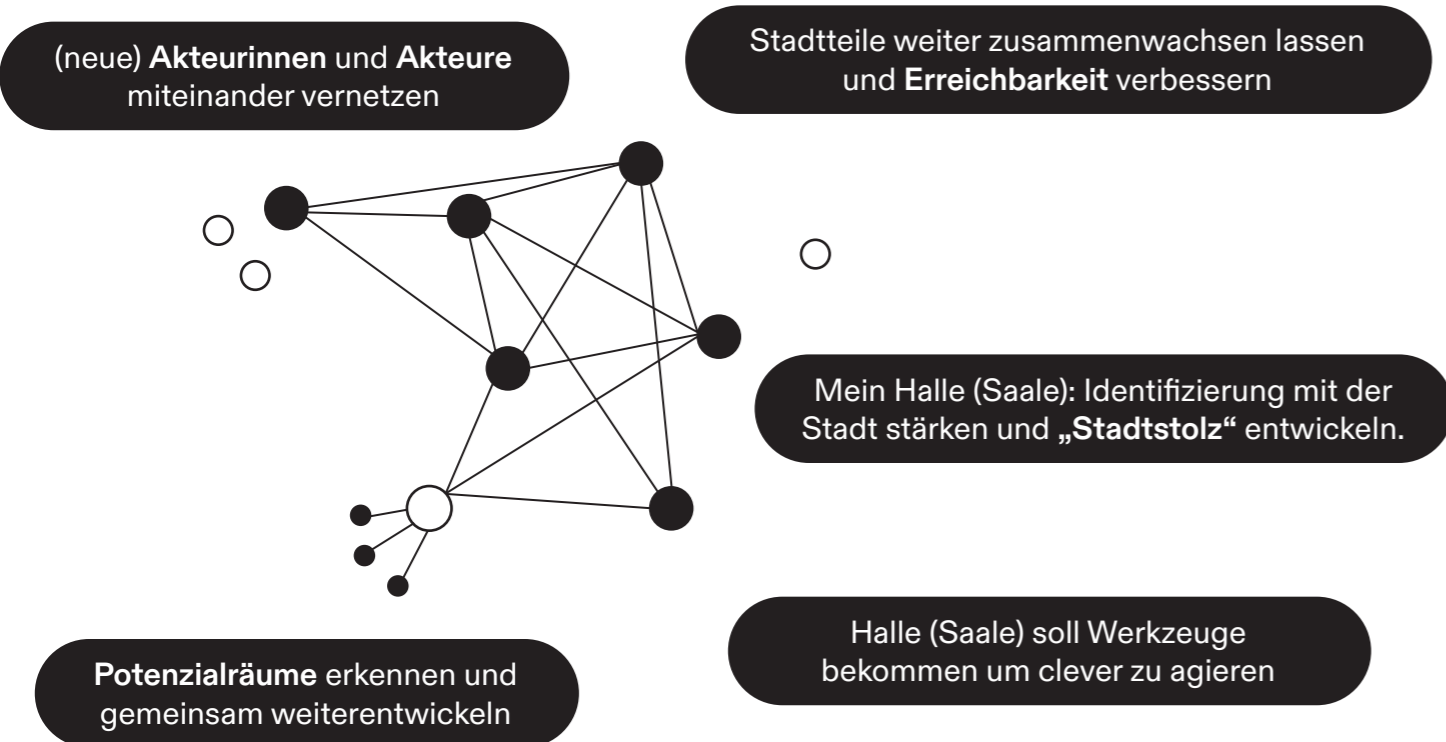 (neue) Akteurinnen und Akteure
miteinander vernetzen
Stadtteile weiter zusammenwachsen lassen
und Erreichbarkeit verbessern
Mein Halle (Saale): Identifizierung mit der
Stadt stärken und „Stadtstolz“ entwickeln.
Halle (Saale) soll Werkzeuge
bekommen um clever zu agieren
Potenzialräume erkennen und
gemeinsam weiterentwickeln